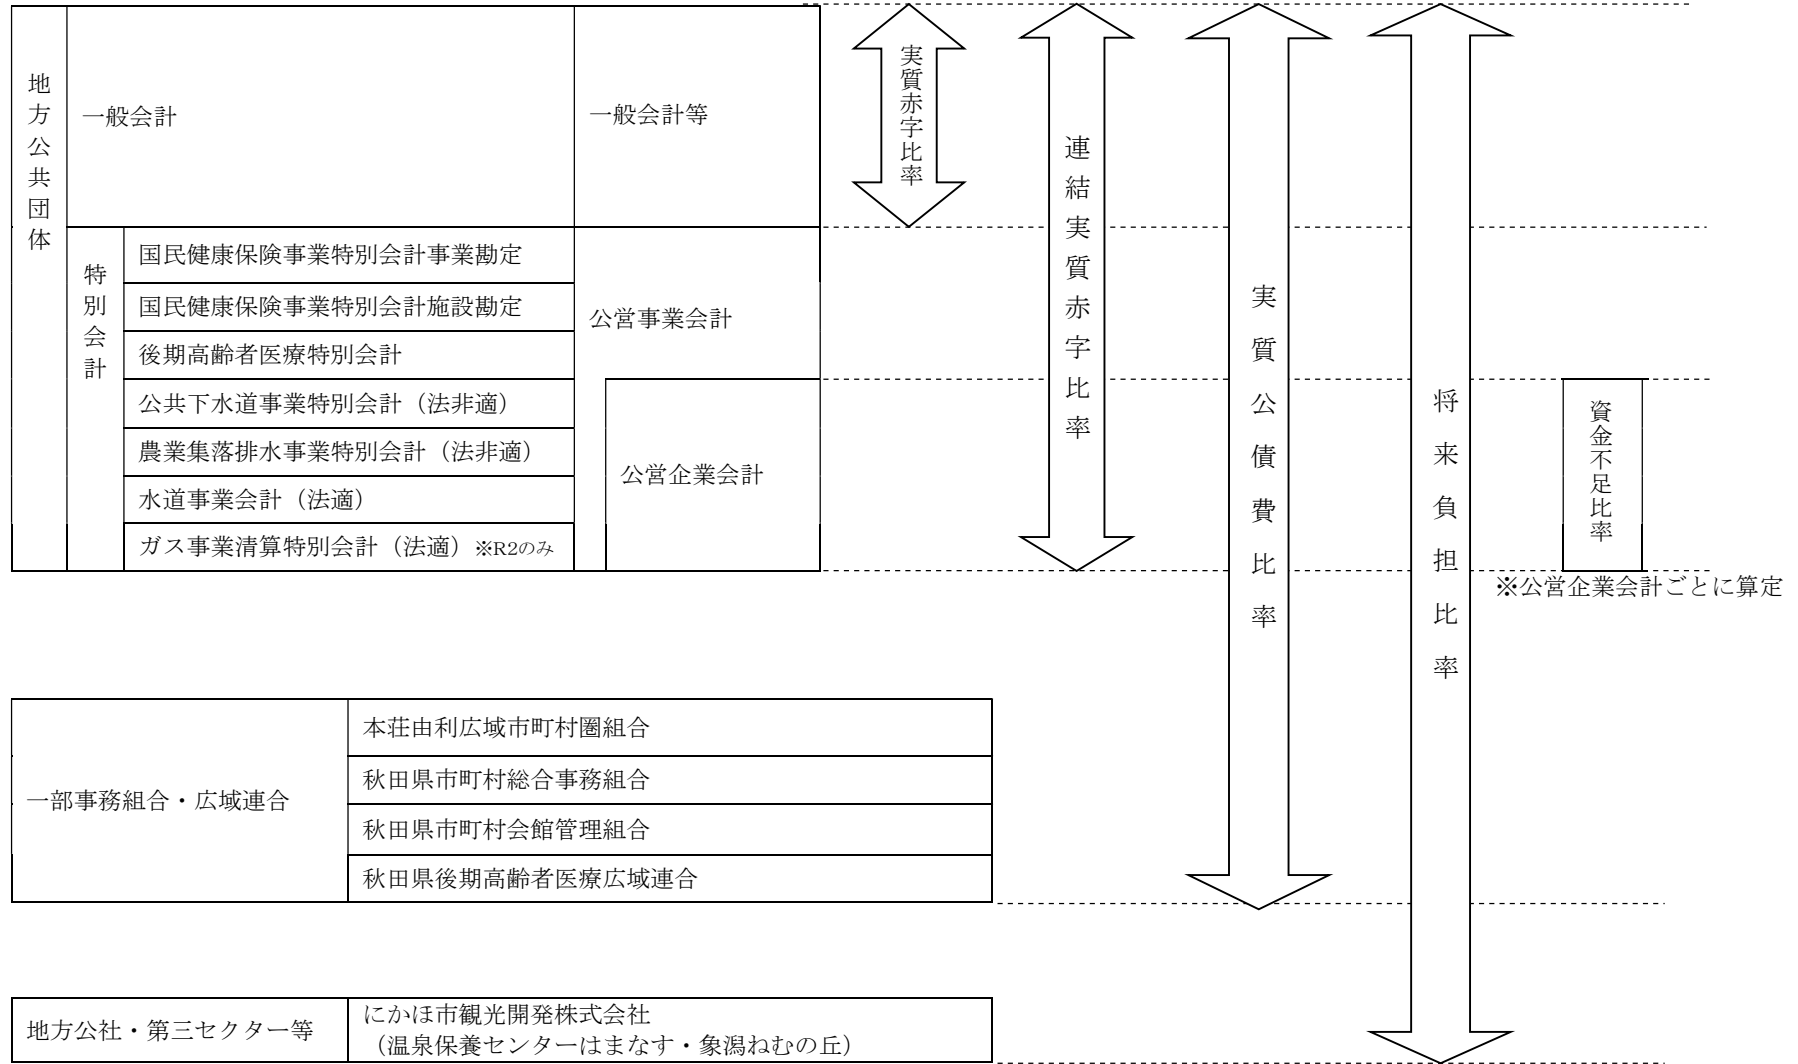 地方公共団体
一般会計
一般会計等
特別会計
国民健康保険事業特別会計事業勘定
国民健康保険事業特別会計施設勘定
後期高齢者医療特別会計
公営事業会計
公共下水道事業特別会計（法非適）
農業集落排水事業特別会計（法非適）
水道事業会計（法適）
ガス事業清算特別会計（法適）※R2のみ
公営企業会計
実質赤字比率
連結実質赤字比率
実質公債費比率
将来負担比率
資金不足比率
※公営企業会計ごとに算定
一部事務組合・広域連合
本荘由利広域市町村圏組合
秋田県市町村総合事務組合
秋田県市町村会館管理組合
秋田県後期高齢者医療広域連合
地方公社・第三セクター等
にかほ市観光開発株式会社
（温泉保養センターはまなす・象潟ねむの丘）